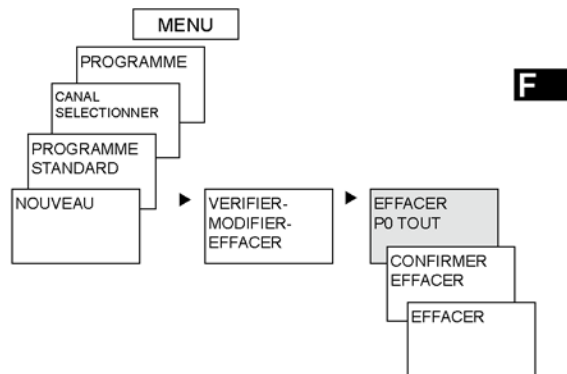 MENU
PROGRAMME
F
CANAL
SELECTIONNER
PROGRAMME
STANDARD
NOUVEAU
VERIFIER-
MODIFIER-
EFFACER
EFFACER
P0 TOUT
CONFIRMER
EFFACER
EFFACER